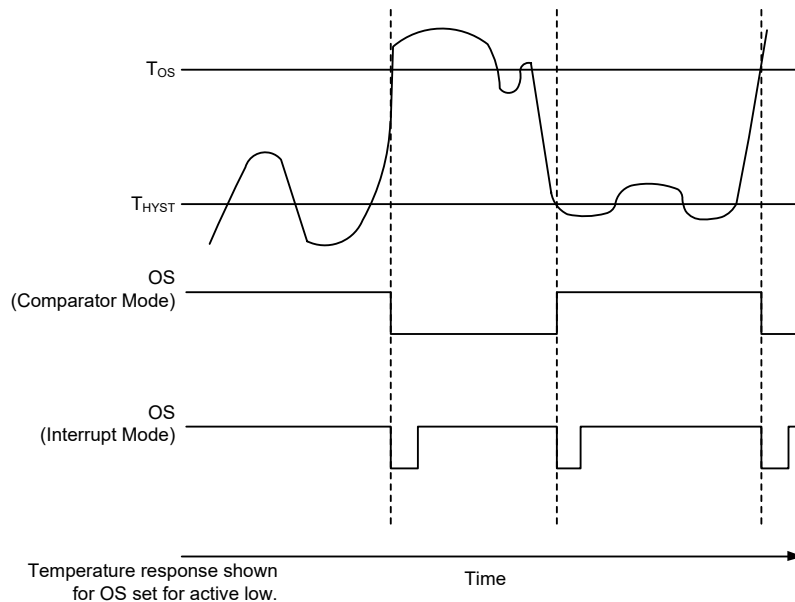 TOS
THYST
OS
(Comparator Mode)
OS
(Interrupt Mode)
Temperature response shown
for OS set for active low.
Time